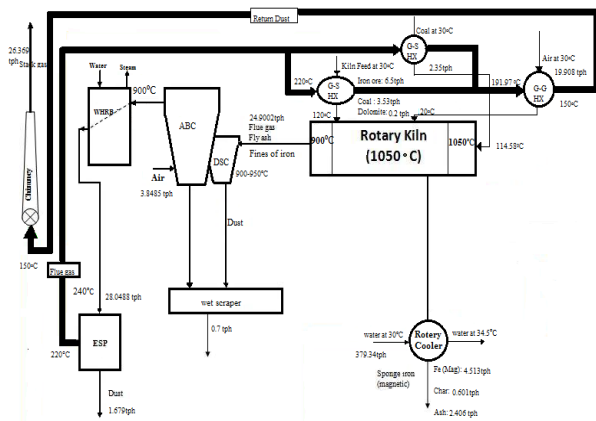 Return Dust
26.369
tph
Stack gas
Coal at 30°C
Air at 30°C
19.908 tph
Water
Steam
Kiln Feed at 30°C
G-S
HX
2.35tph
900°C
220°C
G-S
HX
Iron ore: 6.5tph
191.97°C
G-G
HX
WHRB
Coal : 3.53tph
Dolomite: 0.2 tph
150°C
ABC
24.9002tph
Flue gas
Fly ash
120°C
20°C
Chimney
DSC
Fines of iron
900°C
Rotary Kiln
(1050°C)
1050°C
114.58°C
Air
900-950°C
3.8485 tph
Dust
150°C
Flue gas
240°C
28.0488 tph
wet scraper
ESP
220°C
0.7 tph
water at 30°C
Rotery
Cooler
water at 34.5°C
379.34tph
Sponge iron
(magnetic)
Fe (Mag): 4.513tph
Dust
Char: 0.601tph
1.679tph
Ash: 2.406 tph